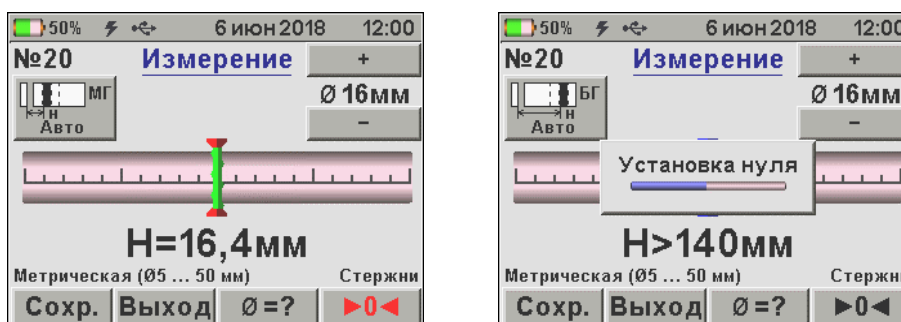 50% 6 июн 2018 12:00
№20 Измерение +
МГ Ø 16мм
H
Авто −
H=16,4мм
Метрическая (Ø5 ... 50 мм) Стержни
Сохр. Выход Ø =? ►0◄
50% 6 июн 2018 12:00
№20 Измерение +
БГ Ø 16мм
H
Авто −
Установка нуля
H>140мм
Метрическая (Ø5 ... 50 мм) Стержни
Сохр. Выход Ø =? ►0◄